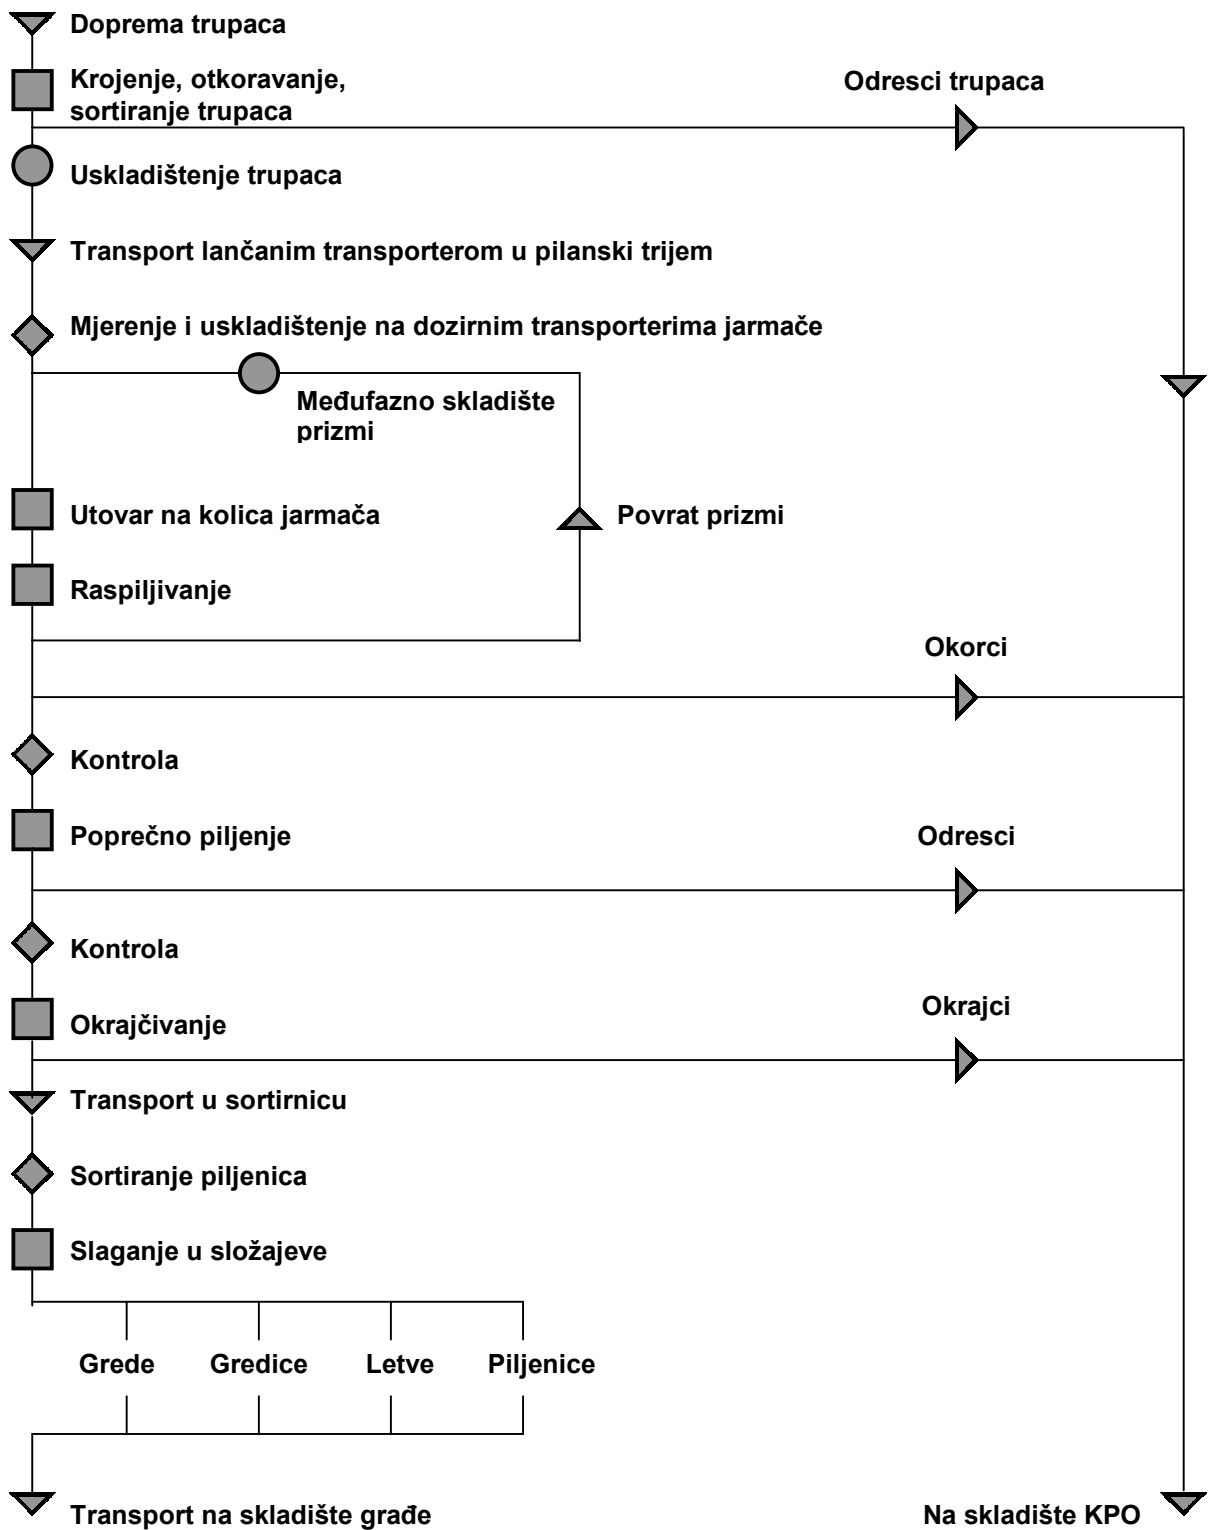 Doprema trupaca
Krojenje, otkoravanje,
sortiranje trupaca
Odresci trupaca
Uskladištenje trupaca
Transport lančanim transporterom u pilanski trijem
Mjerenje i uskladištenje na dozirnim transporterima jarmače
Međufazno skladište
prizmi
Utovar na kolica jarmača
Povrat prizmi
Raspiljivanje
Okorci
Kontrola
Poprečno piljenje
Odresci
Kontrola
Okrajci
Okrajčivanje
Transport u sortirnicu
Sortiranje piljenica
Slaganje u složajeve
Grede Gredice Letve Piljenice
Transport na skladište građe
Na skladište KPO